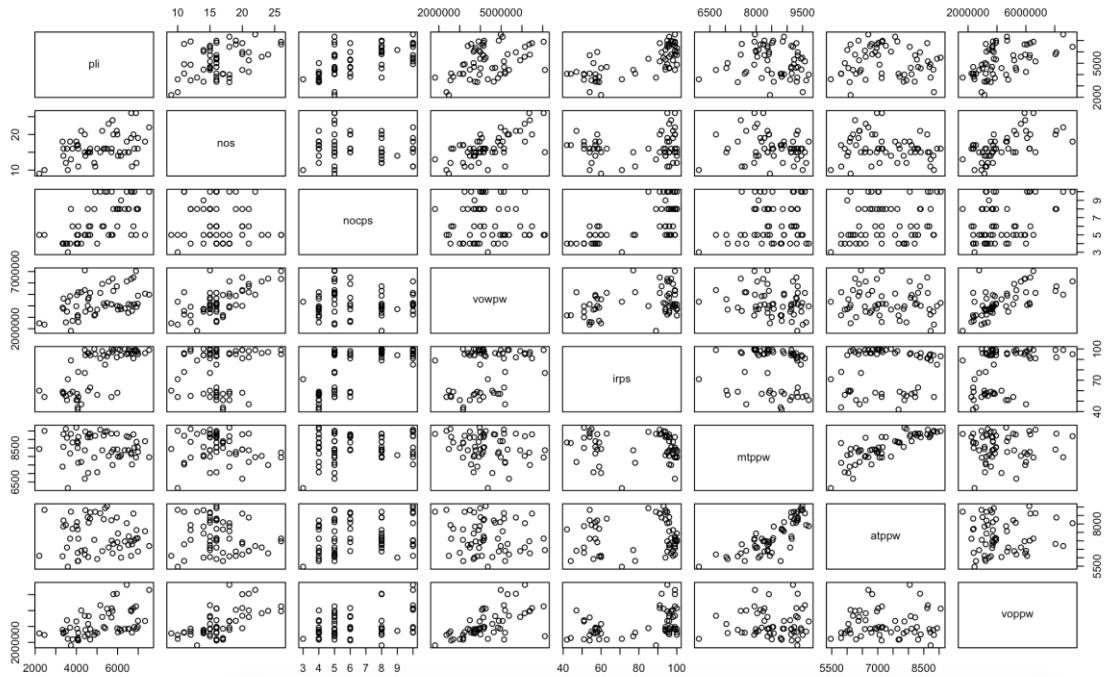 10 15 20 25 2000000 5000000 6500 8000 9500 2000000 6000000
pli 2000 5000
10 20 nos
nocps 3 5 7 9
2000000 7000000 vowpw
irps 40 70 100
6500 8500 mtppw
atppw 5500 8000
2000000 voppw
2000 4000 6000 3 4 5 6 7 8 9 40 60 80 100 5500 7000 8500